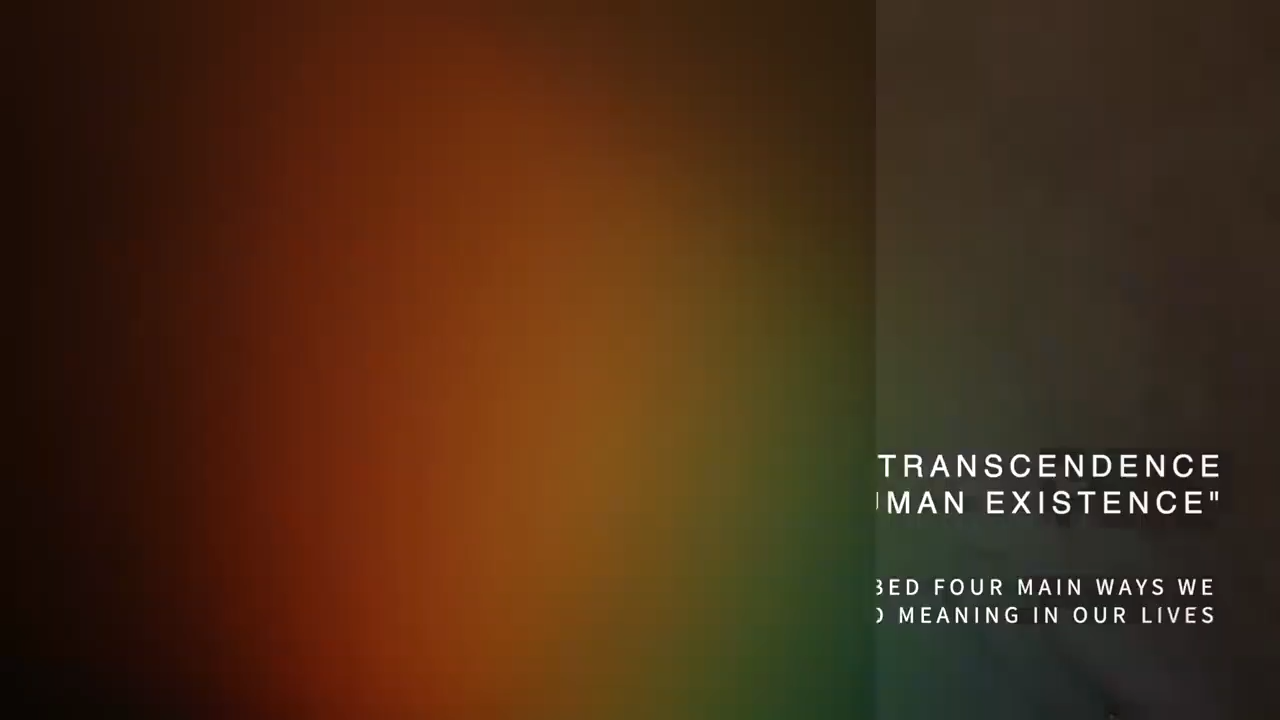 TRANSCENDENCE
MAN EXISTENCE"
FOUR MAIN WAYS WE
MEANING IN OUR LIVES